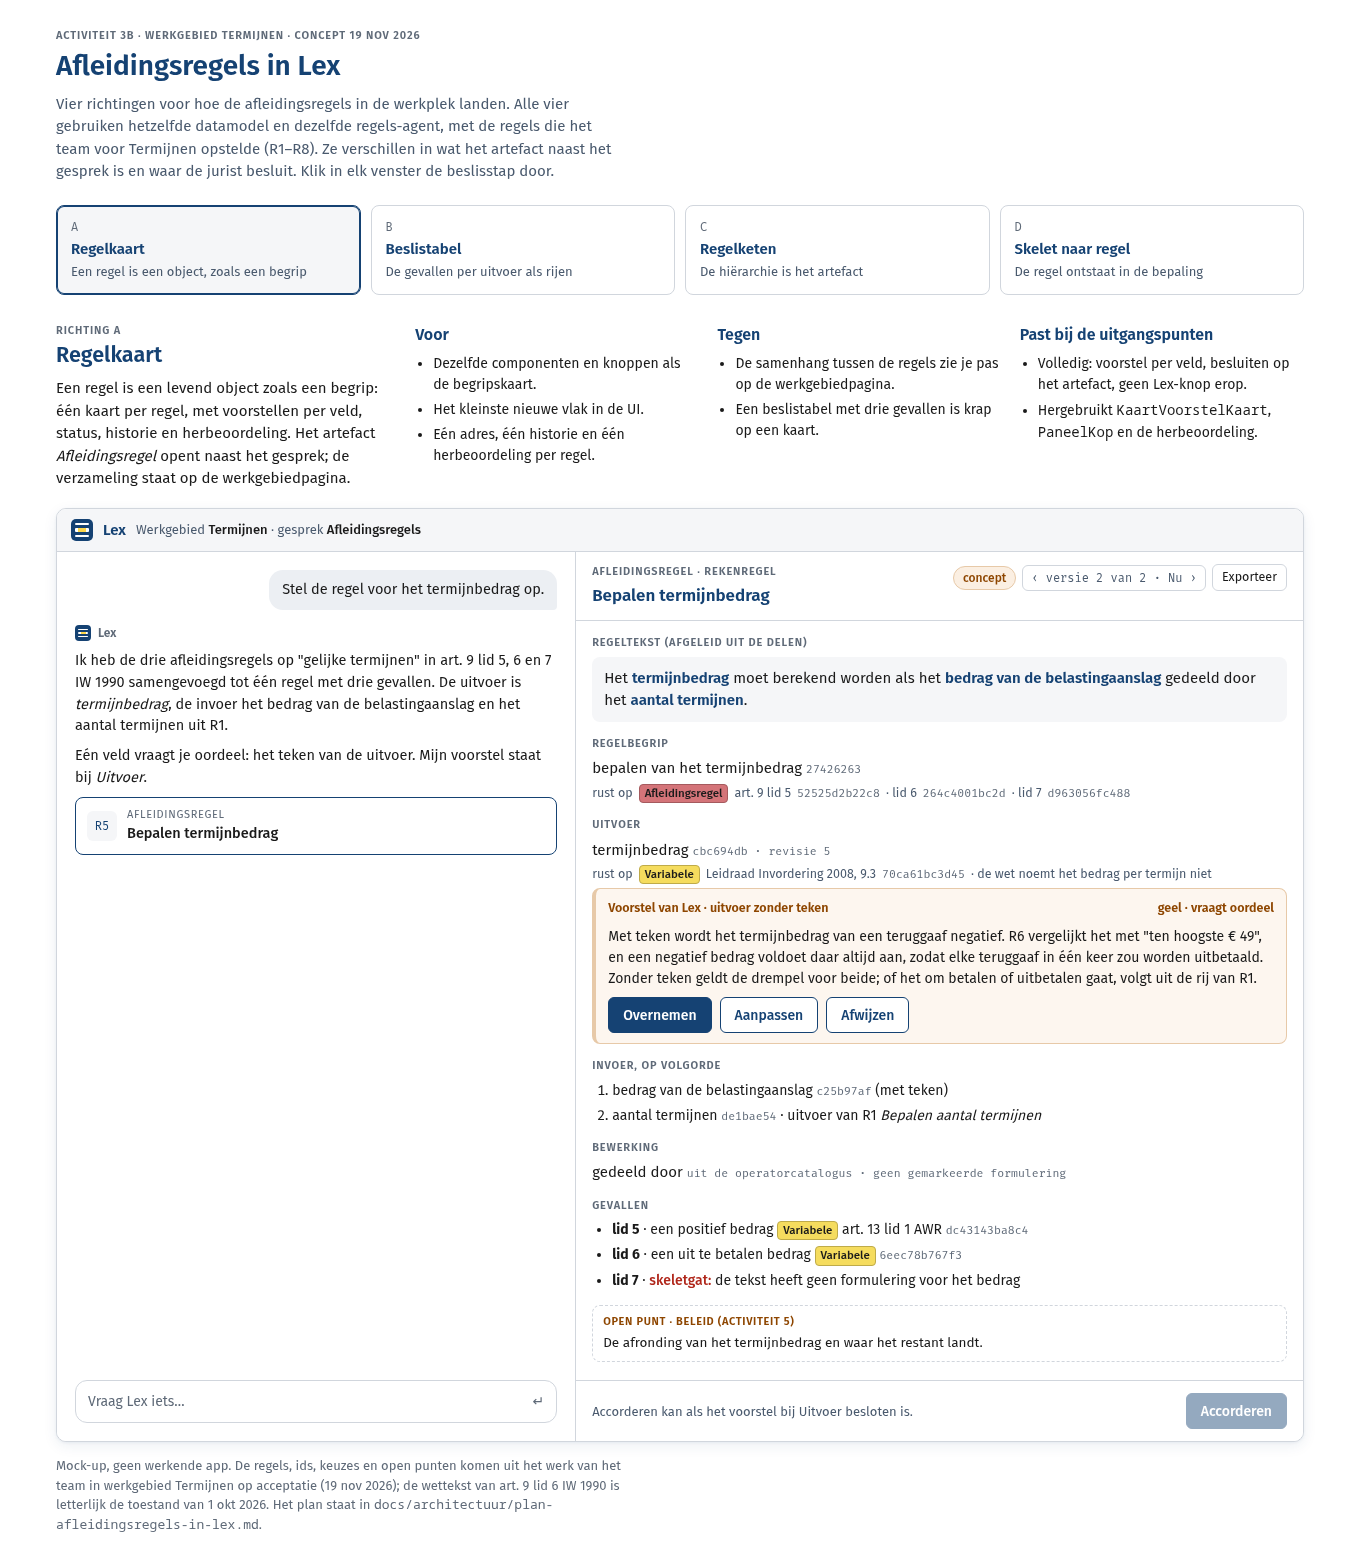 ACTIVITEIT 3B · WERKGEBIED TERMIJNEN · CONCEPT 19 NOV 2026
Afleidingsregels in Lex
Vier richtingen voor hoe de afleidingsregels in de werkplek landen. Alle vier
gebruiken hetzelfde datamodel en dezelfde regels-agent, met de regels die het
team voor Termijnen opstelde (R1–R8). Ze verschillen in wat het artefact naast het
gesprek is en waar de jurist besluit. Klik in elk venster de beslisstap door.
A
Regelkaart
Een regel is een object, zoals een begrip
B
Beslistabel
De gevallen per uitvoer als rijen
C
Regelketen
De hiërarchie is het artefact
D
Skelet naar regel
De regel ontstaat in de bepaling
RICHTING A
Regelkaart
Een regel is een levend object zoals een begrip:
één kaart per regel, met voorstellen per veld,
status, historie en herbeoordeling. Het artefact
Afleidingsregel opent naast het gesprek; de
verzameling staat op de werkgebiedpagina.
Voor
• Dezelfde componenten en knoppen als
de begripskaart.
• Het kleinste nieuwe vlak in de UI.
• Eén adres, één historie en één
herbeoordeling per regel.
Tegen
• De samenhang tussen de regels zie je pas
op de werkgebiedpagina.
• Een beslistabel met drie gevallen is krap
op een kaart.
Past bij de uitgangspunten
• Volledig: voorstel per veld, besluiten op
het artefact, geen Lex-knop erop.
• Hergebruikt KaartVoorstelKaart,
PaneelKop en de herbeoordeling.
Lex Werkgebied Termijnen · gesprek Afleidingsregels
Stel de regel voor het termijnbedrag op.
Lex
Ik heb de drie afleidingsregels op "gelijke termijnen" in art. 9 lid 5, 6 en 7
IW 1990 samengevoegd tot één regel met drie gevallen. De uitvoer is
termijnbedrag, de invoer het bedrag van de belastingaanslag en het
aantal termijnen uit R1.
Eén veld vraagt je oordeel: het teken van de uitvoer. Mijn voorstel staat
bij Uitvoer.
R5
AFLEIDINGSREGEL
Bepalen termijnbedrag
Vraag Lex iets… ↵
AFLEIDINGSREGEL · REKENREGEL
Bepalen termijnbedrag
concept ‹ versie 2 van 2 · Nu › Exporteer
REGELTEKST (AFGELEID UIT DE DELEN)
Het termijnbedrag moet berekend worden als het bedrag van de belastingaanslag gedeeld door
het aantal termijnen.
REGELBEGRIP
bepalen van het termijnbedrag 27426263
rust op Afleidingsregel art. 9 lid 5 52525d2b22c8 · lid 6 264c4001bc2d · lid 7 d963056fc488
UITVOER
termijnbedrag cbc694db · revisie 5
rust op Variabele Leidraad Invordering 2008, 9.3 70ca61bc3d45 · de wet noemt het bedrag per termijn niet
Voorstel van Lex · uitvoer zonder teken geel · vraagt oordeel
Met teken wordt het termijnbedrag van een teruggaaf negatief. R6 vergelijkt het met "ten hoogste € 49",
en een negatief bedrag voldoet daar altijd aan, zodat elke teruggaaf in één keer zou worden uitbetaald.
Zonder teken geldt de drempel voor beide; of het om betalen of uitbetalen gaat, volgt uit de rij van R1.
Overnemen Aanpassen Afwijzen
INVOER, OP VOLGORDE
1. bedrag van de belastingaanslag c25b97af (met teken)
2. aantal termijnen de1bae54 · uitvoer van R1 Bepalen aantal termijnen
BEWERKING
gedeeld door uit de operatorcatalogus · geen gemarkeerde formulering
GEVALLEN
• lid 5 · een positief bedrag Variabele art. 13 lid 1 AWR dc43143ba8c4
• lid 6 · een uit te betalen bedrag Variabele 6eec78b767f3
• lid 7 · skeletgat: de tekst heeft geen formulering voor het bedrag
OPEN PUNT · BELEID (ACTIVITEIT 5)
De afronding van het termijnbedrag en waar het restant landt.
Accorderen kan als het voorstel bij Uitvoer besloten is. Accorderen
Mock-up, geen werkende app. De regels, ids, keuzes en open punten komen uit het werk van het
team in werkgebied Termijnen op acceptatie (19 nov 2026); de wettekst van art. 9 lid 6 IW 1990 is
letterlijk de toestand van 1 okt 2026. Het plan staat in docs/architectuur/plan-
afleidingsregels-in-lex.md.